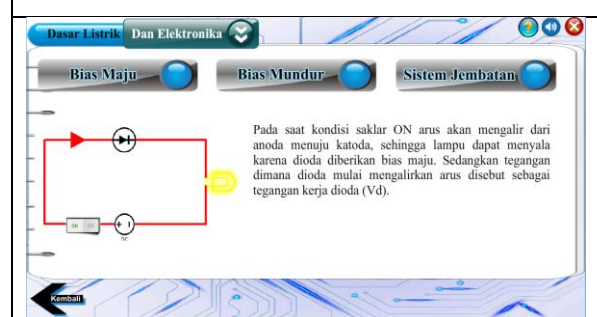 Dasar Listrik Dan Elektronika
Bias Maju Bias Mundur Sistem Jembatan
Pada saat kondisi saklar ON arus akan mengalir dari
anoda menuju katoda, sehingga lampu dapat menyala
karena dioda diberikan bias maju. Sedangkan tegangan
dimana dioda mulai mengalirkan arus disebut sebagai
tegangan kerja dioda (Vd).
ON
DC
Kembali